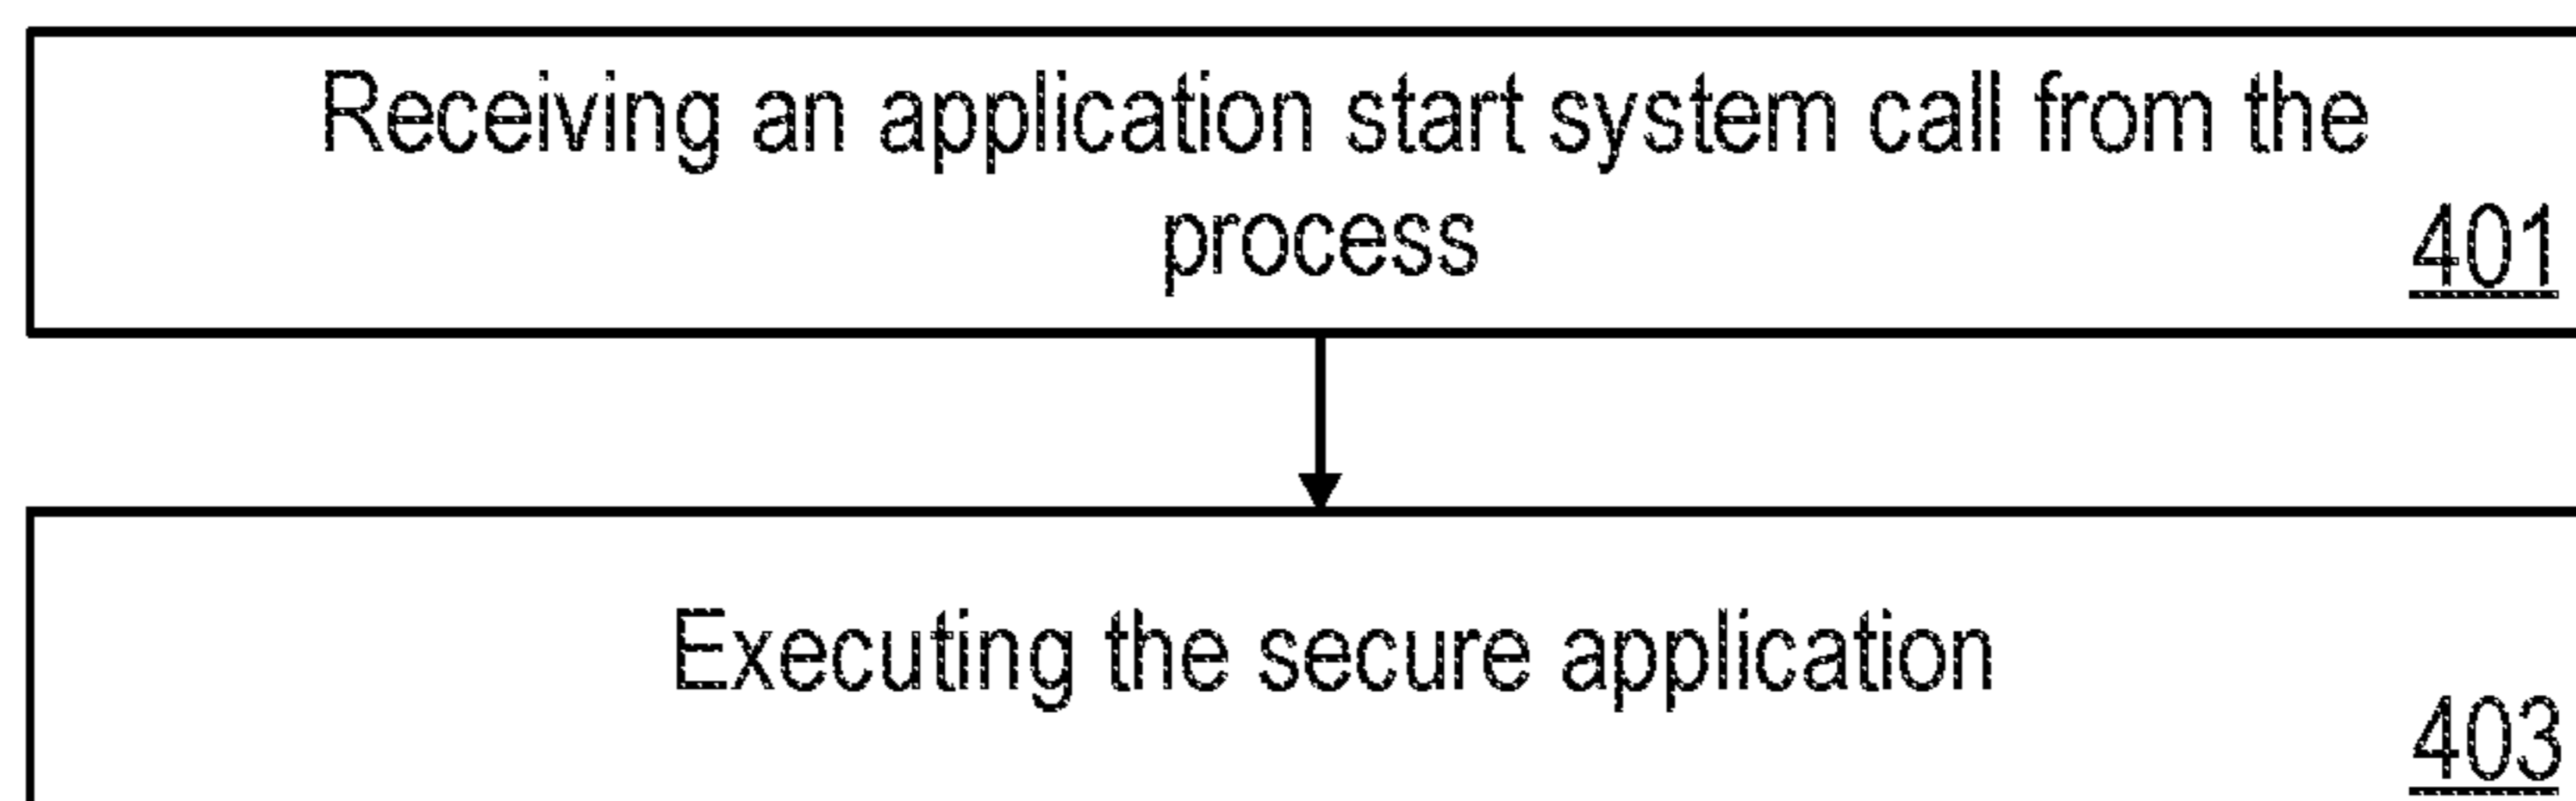 Receiving an application start system call from the
process
401
Executing the secure application
403